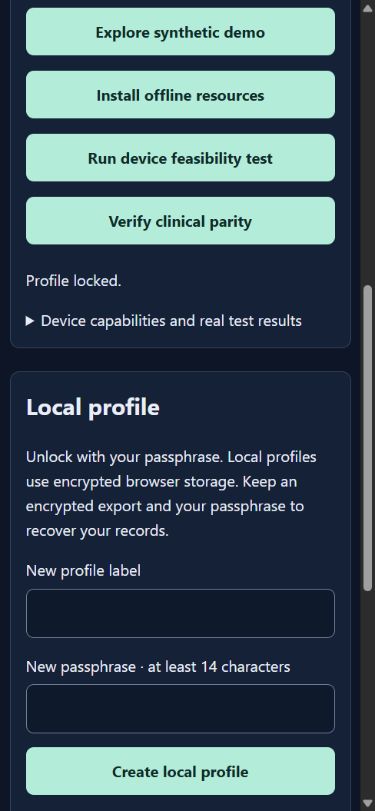 Explore synthetic demo
Install offline resources
Run device feasibility test
Verify clinical parity
Profile locked.
Device capabilities and real test results
Local profile
Unlock with your passphrase. Local profiles
use encrypted browser storage. Keep an
encrypted export and your passphrase to
recover your records.
New profile label
New passphrase · at least 14 characters
Create local profile